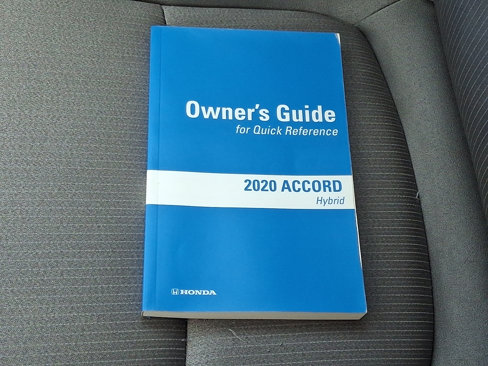 Owner's Guide
for Quick Reference
2020 ACCORD
Hybrid
HONDA